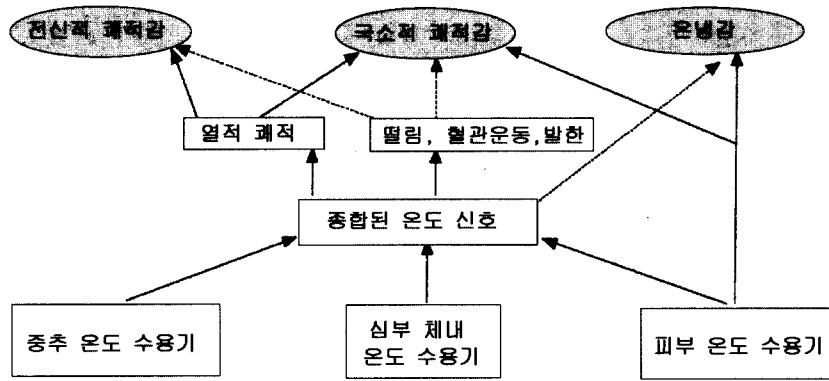 전신적 쾌적감
국소적 쾌적감
온냉감
열적 쾌적
떨림, 혈관운동,발한
종합된 온도 신호
중추 온도 수용기
심부 체내
온도 수용기
피부 온도 수용기